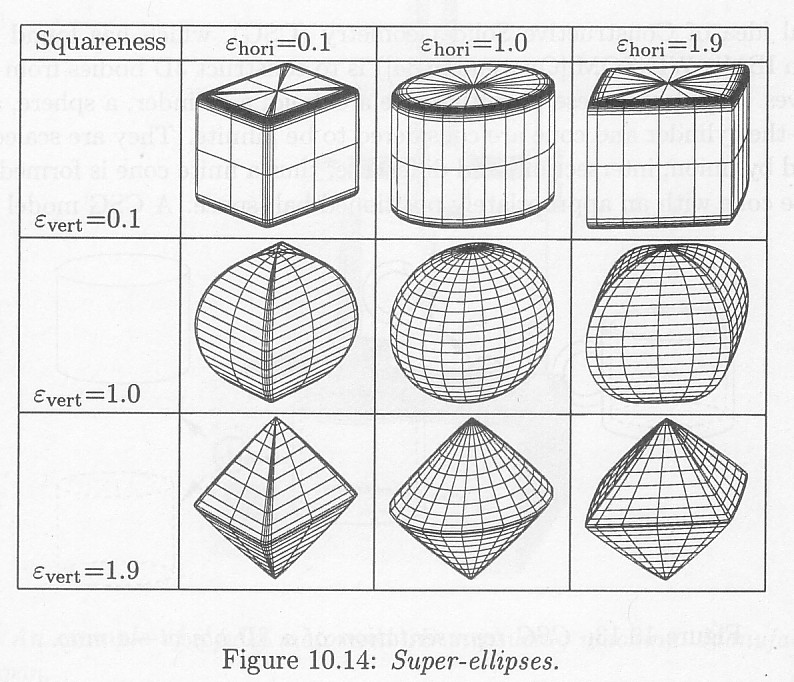 Squareness εhori=0.1 εhori=1.0 εhori=1.9
εvert=0.1
εvert=1.0
εvert=1.9
Figure 10.14: Super-ellipses.